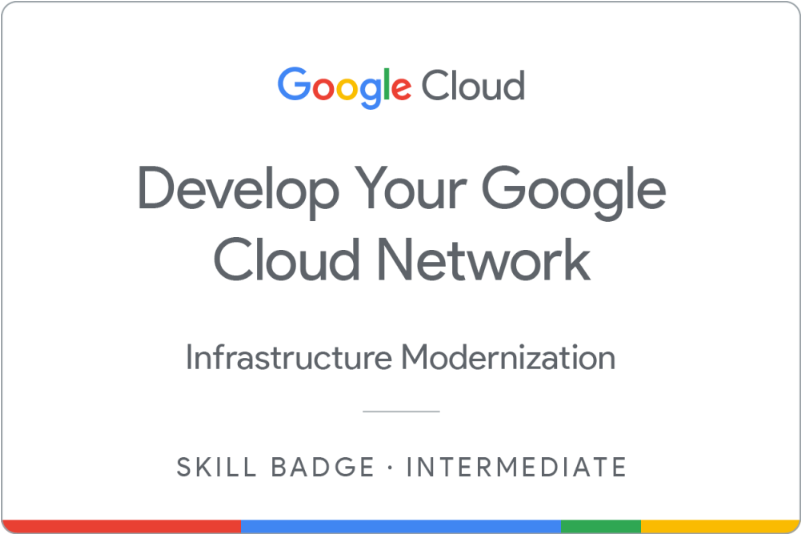 Google Cloud
Develop Your Google
Cloud Network
Infrastructure Modernization
SKILL BADGE · INTERMEDIATE